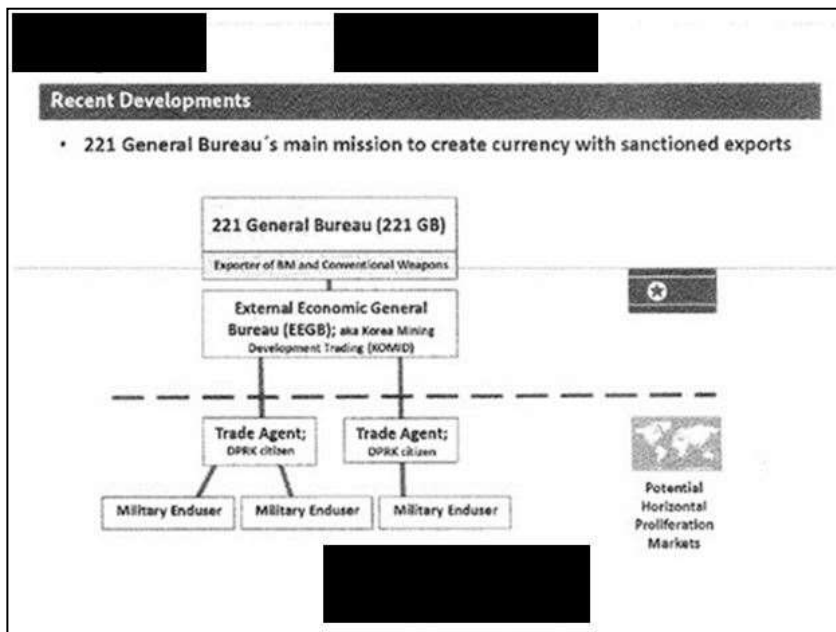 Recent Developments
• 221 General Bureau´s main mission to create currency with sanctioned exports
221 General Bureau (221 GB)
Exporter of BM and Conventional Weapons
External Economic General
Bureau (EEGB); aka Korea Mining
Development Trading (KOMID)
Trade Agent;
DPRK citizen
Trade Agent;
DPRK citizen
Military Enduser
Military Enduser
Military Enduser
Potential
Horizontal
Proliferation
Markets